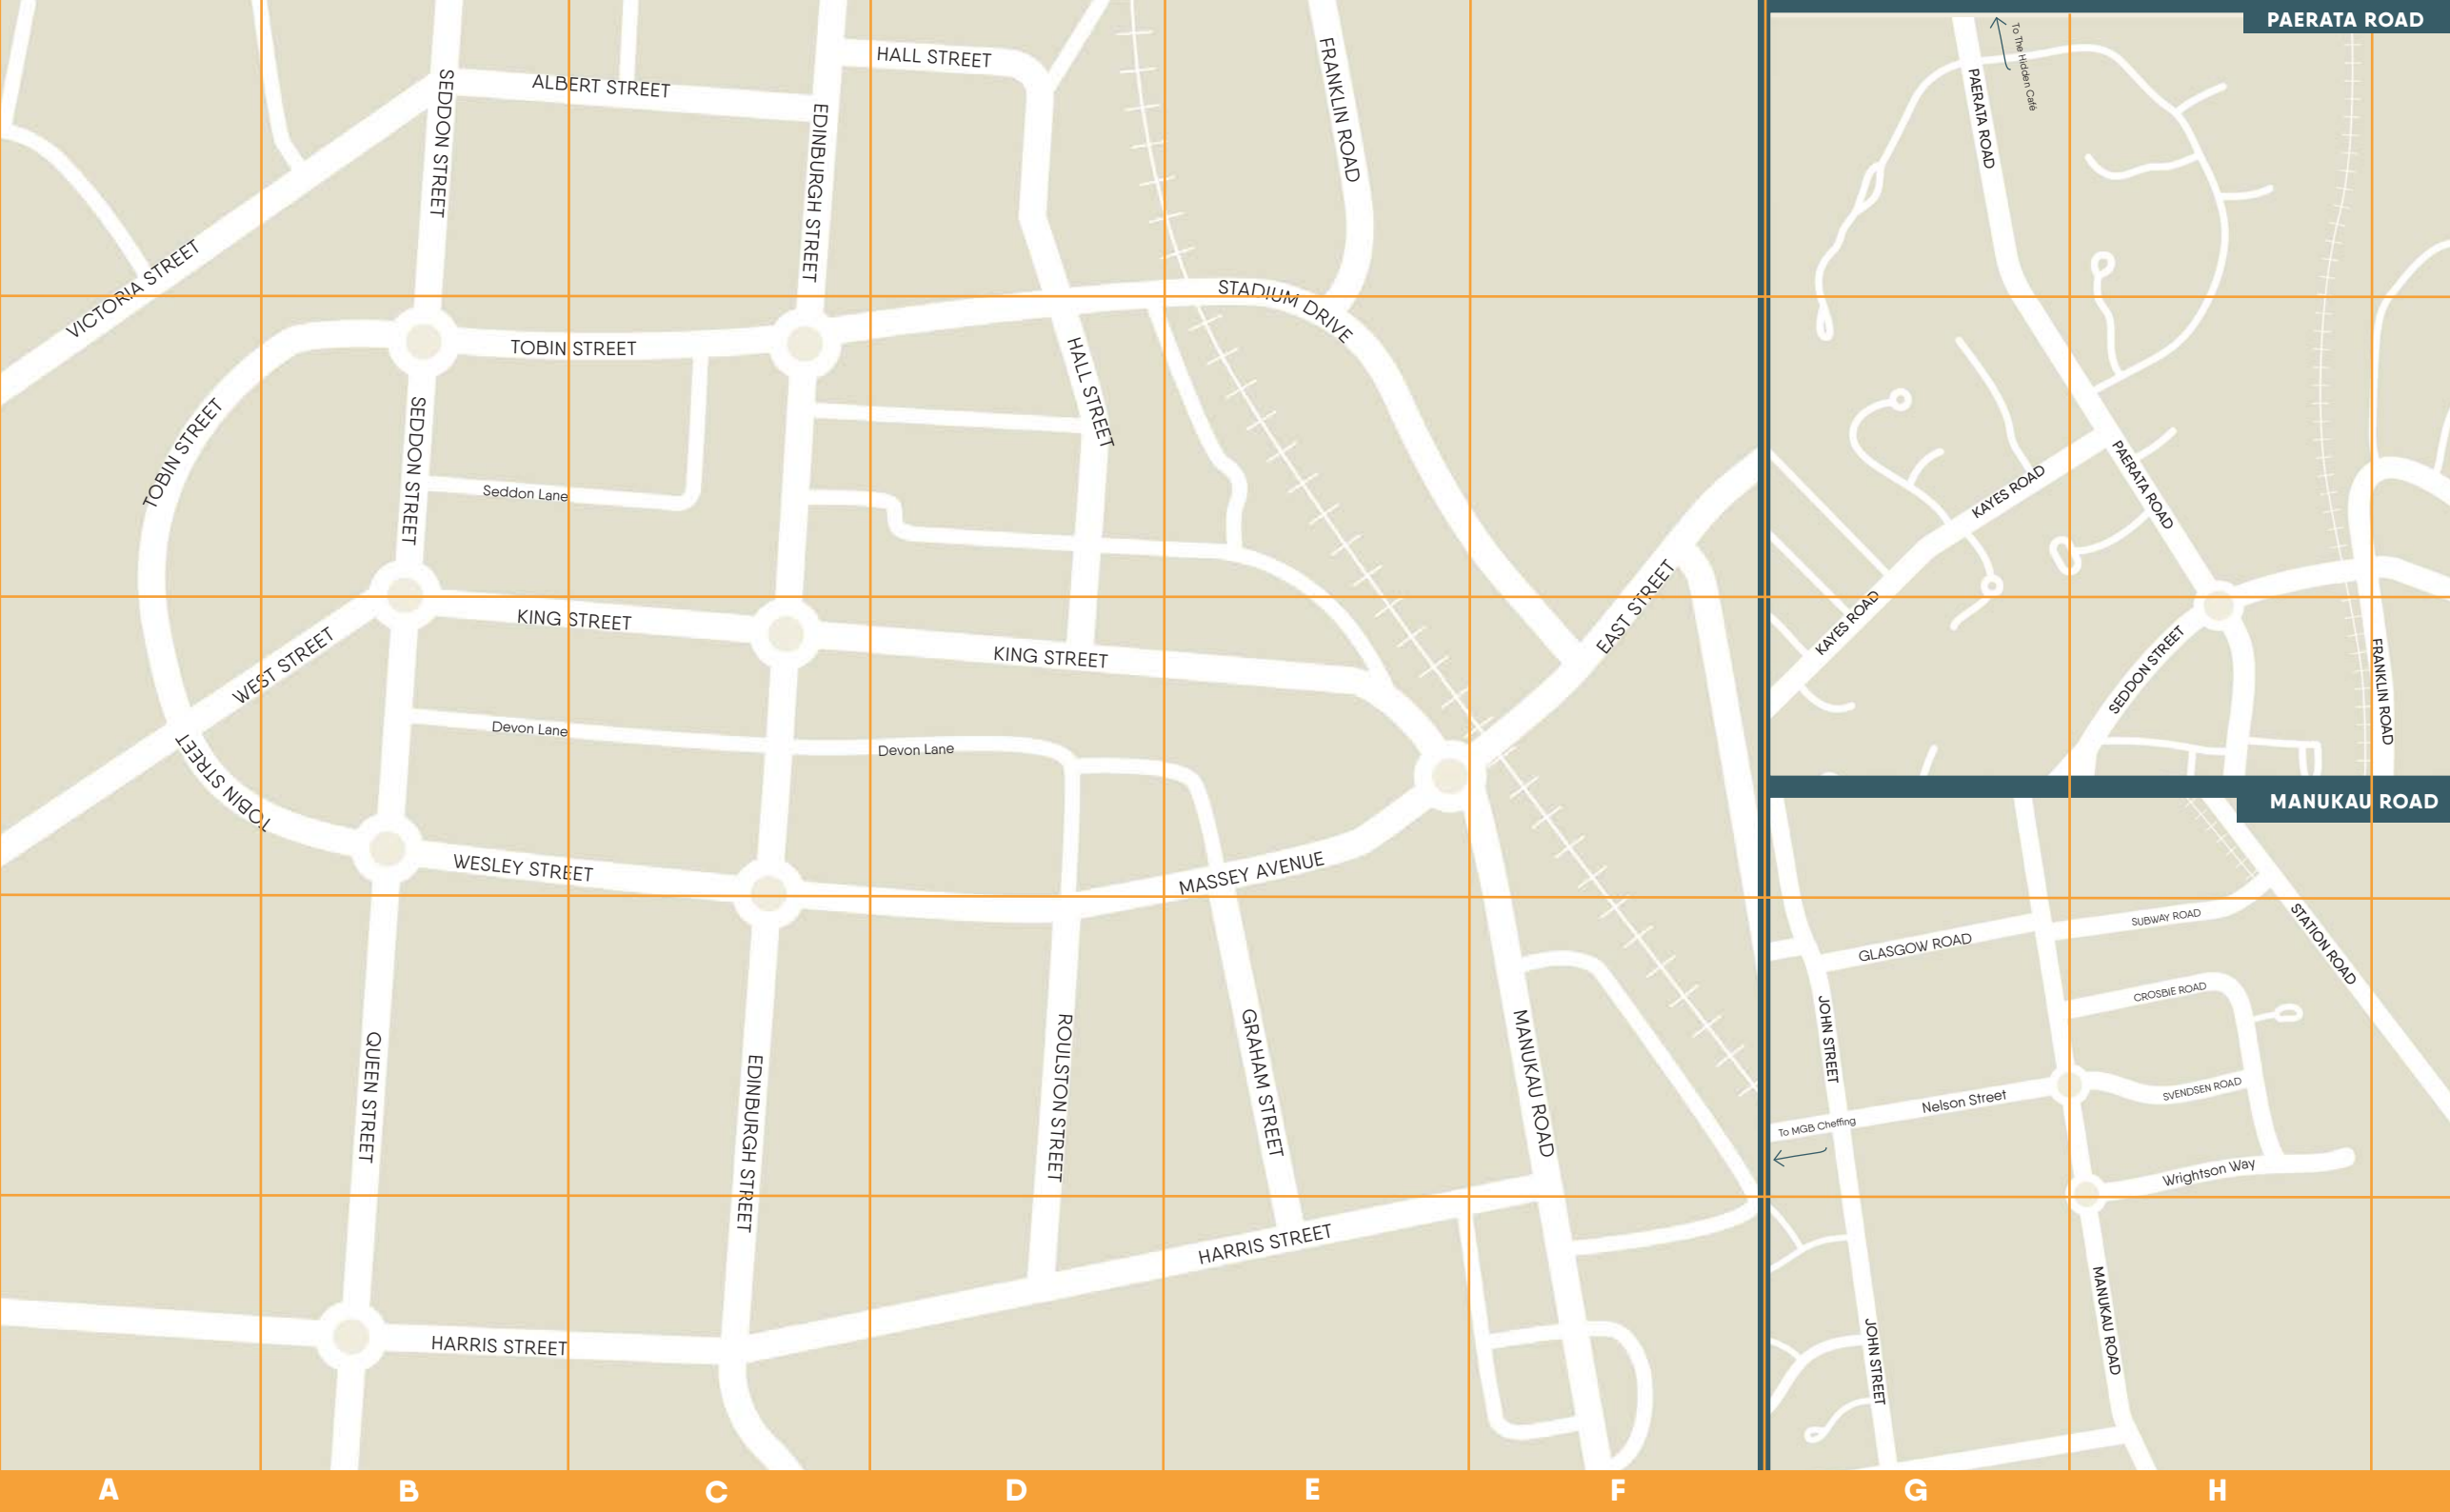 PAERATA ROAD
To The Hidden Café
HALL STREET
FRANKLIN ROAD
SEDDON STREET
ALBERT STREET
EDINBURGH STREET
PAERATA ROAD
VICTORIA STREET
STADIUM DRIVE
TOBIN STREET
HALL STREET
TOBIN STREET
SEDDON STREET
Seddon Lane
KAYES ROAD
PAERATA ROAD
EAST STREET
KAYES ROAD
SEDDON STREET
FRANKLIN ROAD
WEST STREET
KING STREET
KING STREET
Devon Lane
Devon Lane
TOBIN STREET
WESLEY STREET
MASSEY AVENUE
MANUKAU ROAD
SUBWAY ROAD
STATION ROAD
GLASGOW ROAD
CROSBIE ROAD
JOHN STREET
QUEEN STREET
EDINBURGH STREET
ROULSTON STREET
GRAHAM STREET
MANUKAU ROAD
Nelson Street
SVENDSEN ROAD
To MGB Cheffing
Wrightson Way
HARRIS STREET
HARRIS STREET
JOHN STREET
MANUKAU ROAD
A B C D E F G H